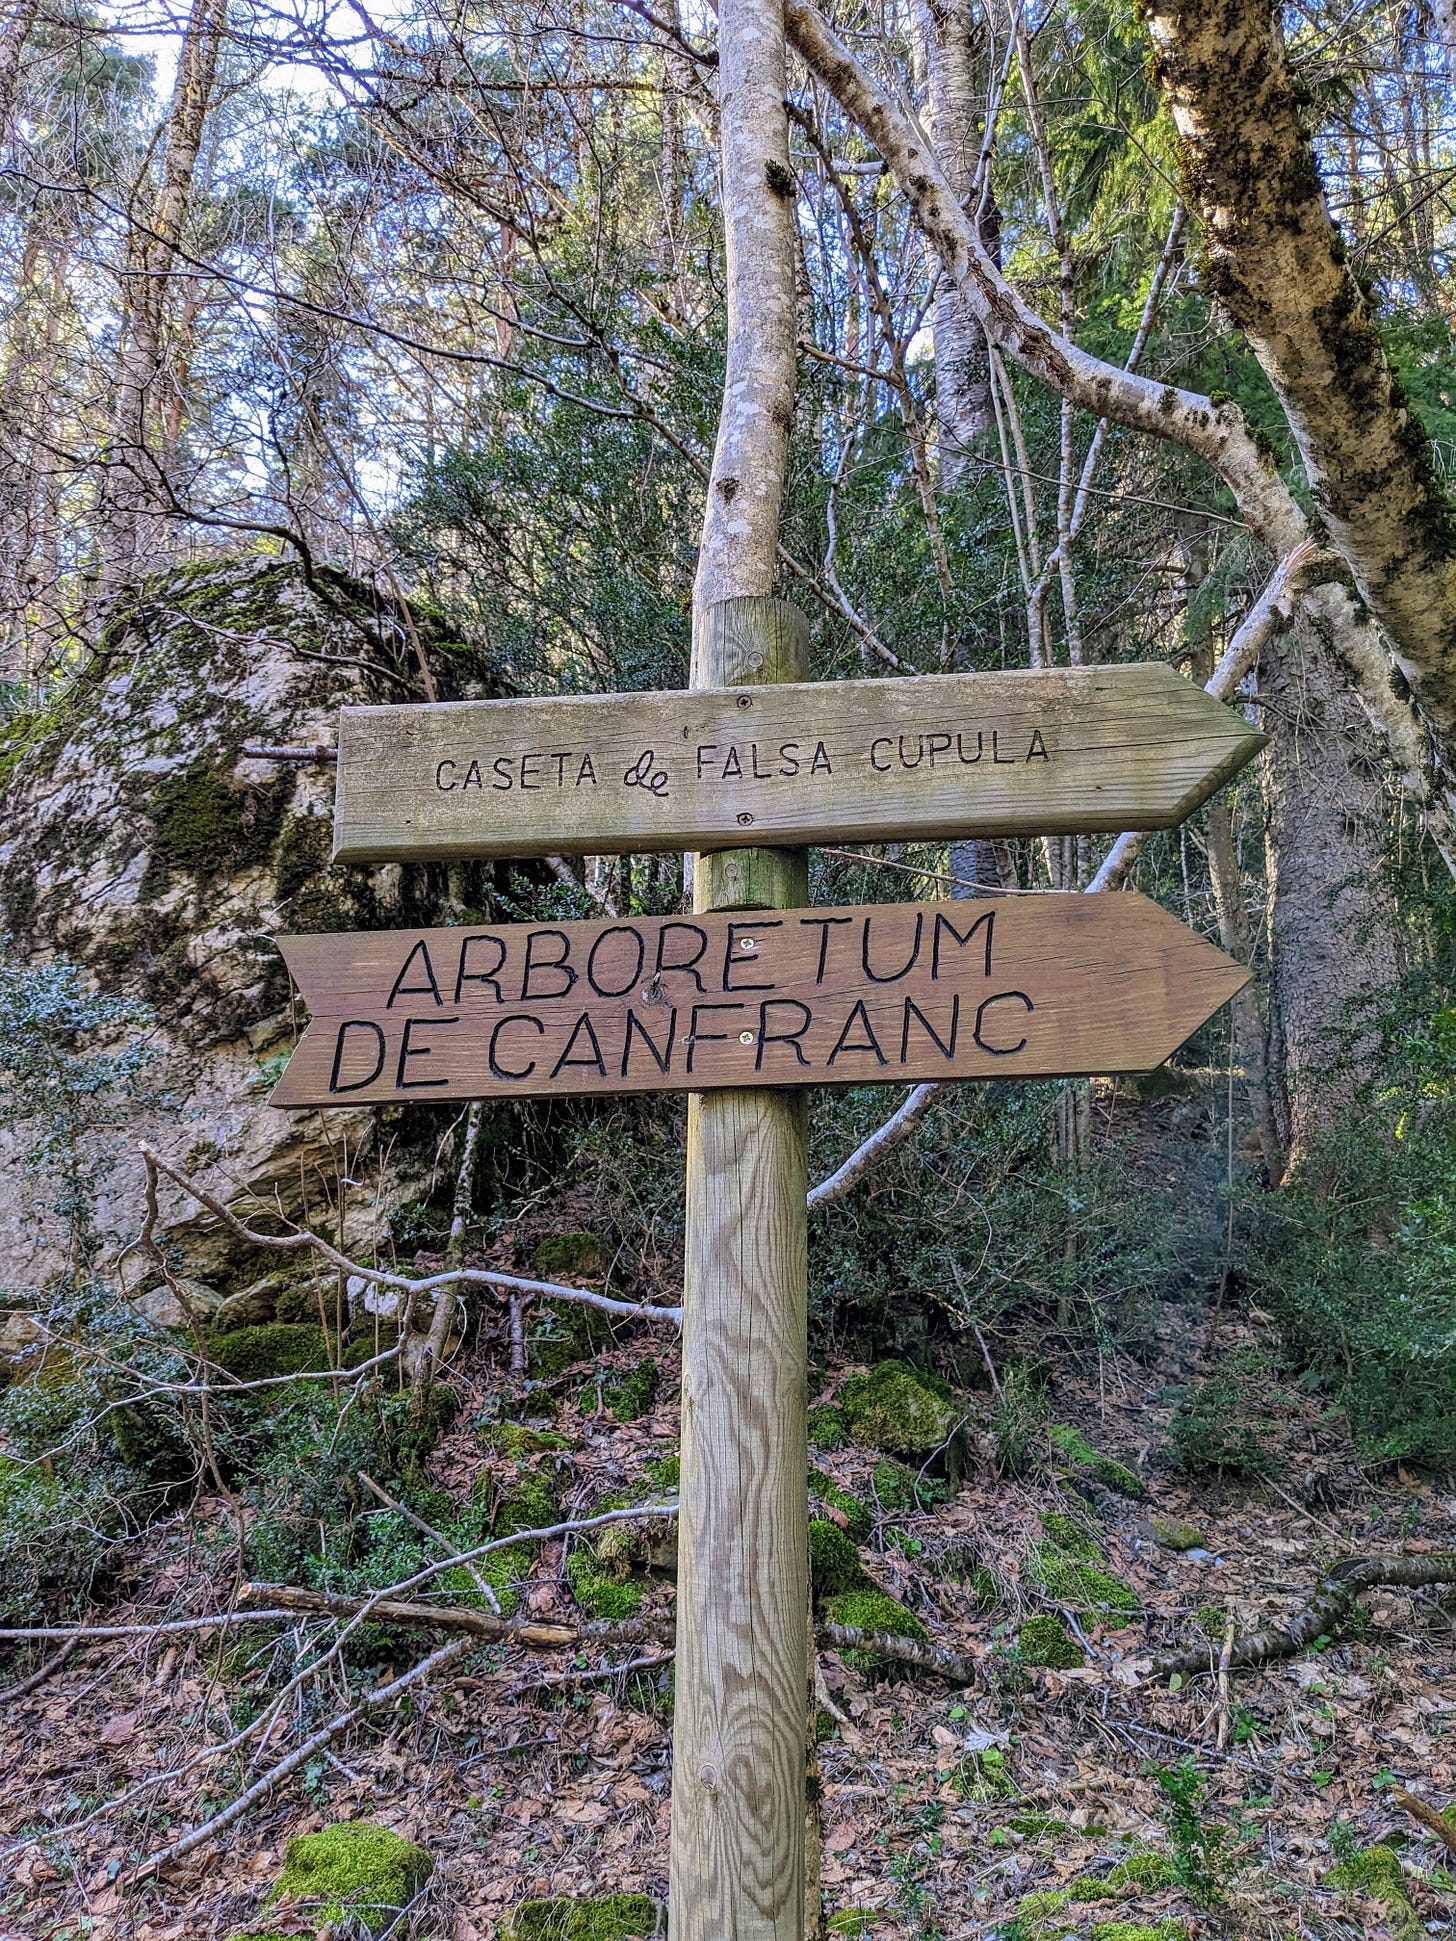 CASETA de FALSA CUPULA
ARBORETUM
DE CANFRANC